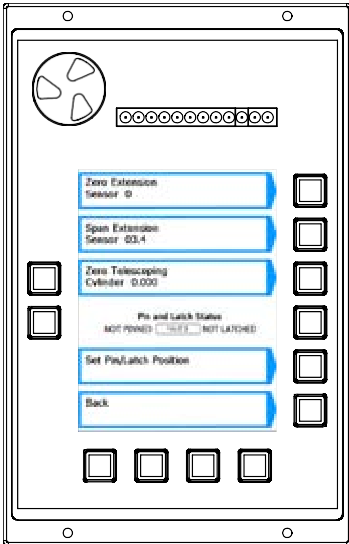 Zero Extension
Sensor 0
Span Extension
Sensor 03.4
Zero Telescoping
Cylinder 0.000
Pin and Latch Status
NOT PINNED NOT LATCHED
Set Pin/Latch Position
Back